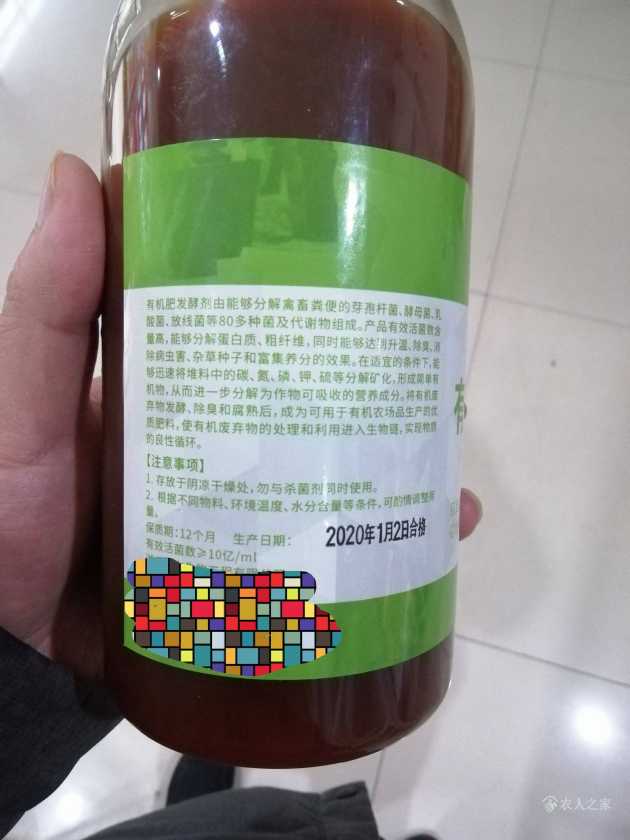 有机肥发酵剂由能够分解禽畜粪便的芽孢杆菌、酵母菌、乳
酸菌、放线菌等80多种菌及代谢物组成。产品有效活菌数含
量高,能够分解蛋白质、粗纤维,同时能够达到升温、除臭、消
除病虫害、杂草种子和富集养分的效果。在适宜的条件下,能
够迅速将堆料中的碳、氮、磷、钾、硫等分解矿化,形成简单有
机物,从而进一步分解为作物可吸收的营养成分。将有机废
弃物发酵、除臭和腐熟后,成为可用于有机农场品生产的优
质肥料,使有机废弃物的处理和利用进入生物链,实现物质
的良性循环。
【注意事项】
1. 存放于阴凉干燥处,勿与杀菌剂同时使用。
2. 根据不同物料、环境温度、水分含量等条件,可酌情调整用
量。
保质期:12个月 生产日期: 2020年1月2日合格
有效活菌数≥10亿/ml
农人之家